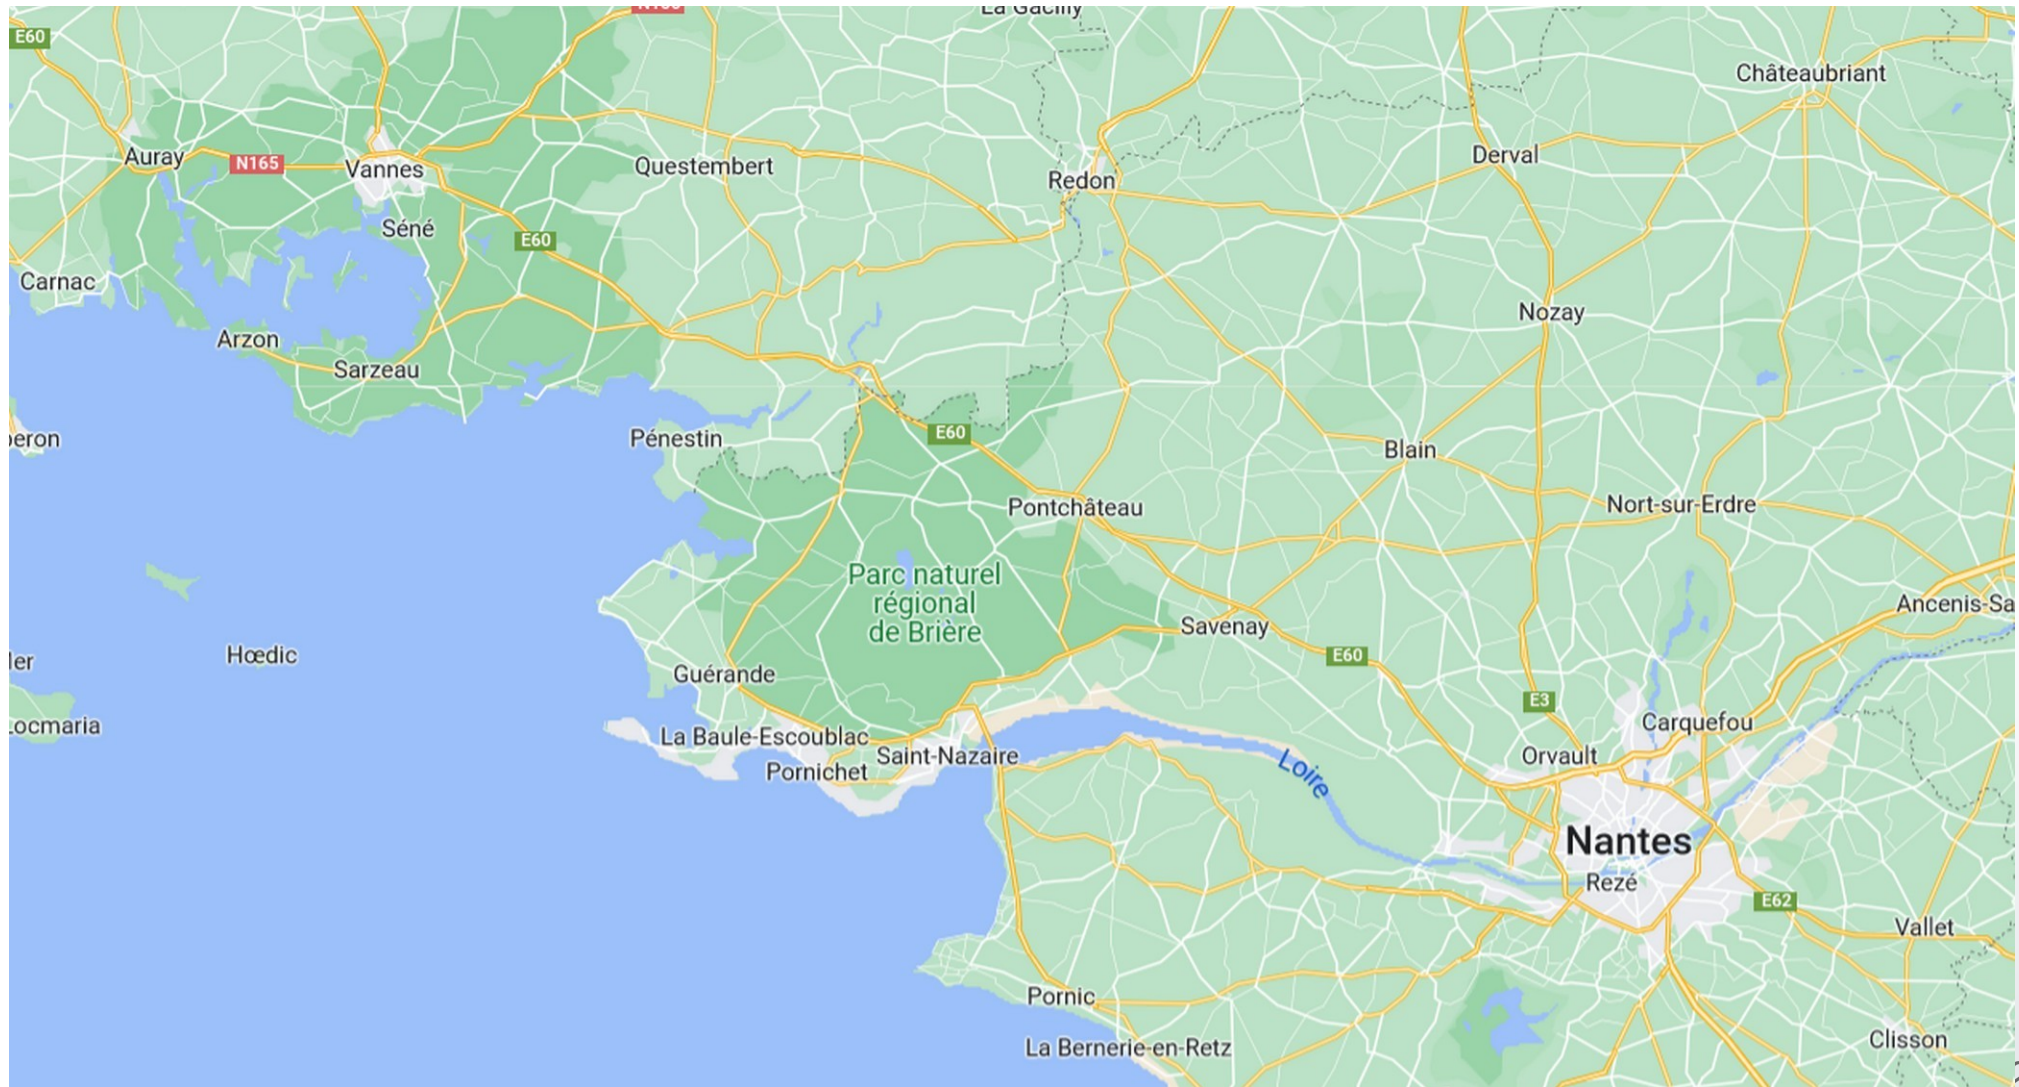 La Gacilly
E60
Châteaubriant
Auray
N165
Vannes
Questembert
Redon
Derval
Séné
E60
Carnac
Nozay
Arzon
Sarzeau
Pénestin
E60
Blain
Pontchâteau
Nort-sur-Erdre
Parc naturel
régional
de Brière
Ancenis-Sa
Savenay
Hœdic
E60
Guérande
E3
ocmaria
Carquefou
La Baule-Escoublac
Saint-Nazaire
Orvault
Pornichet
Loire
Nantes
Rezé
E62
Vallet
Pornic
Clisson
La Bernerie-en-Retz